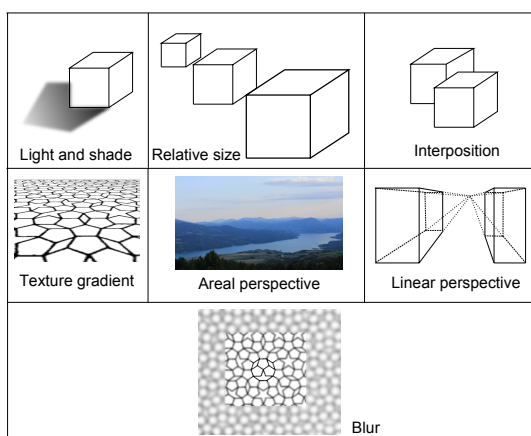 Light and shade
Relative size
Interposition
Texture gradient
Areal perspective
Linear perspective
Blur